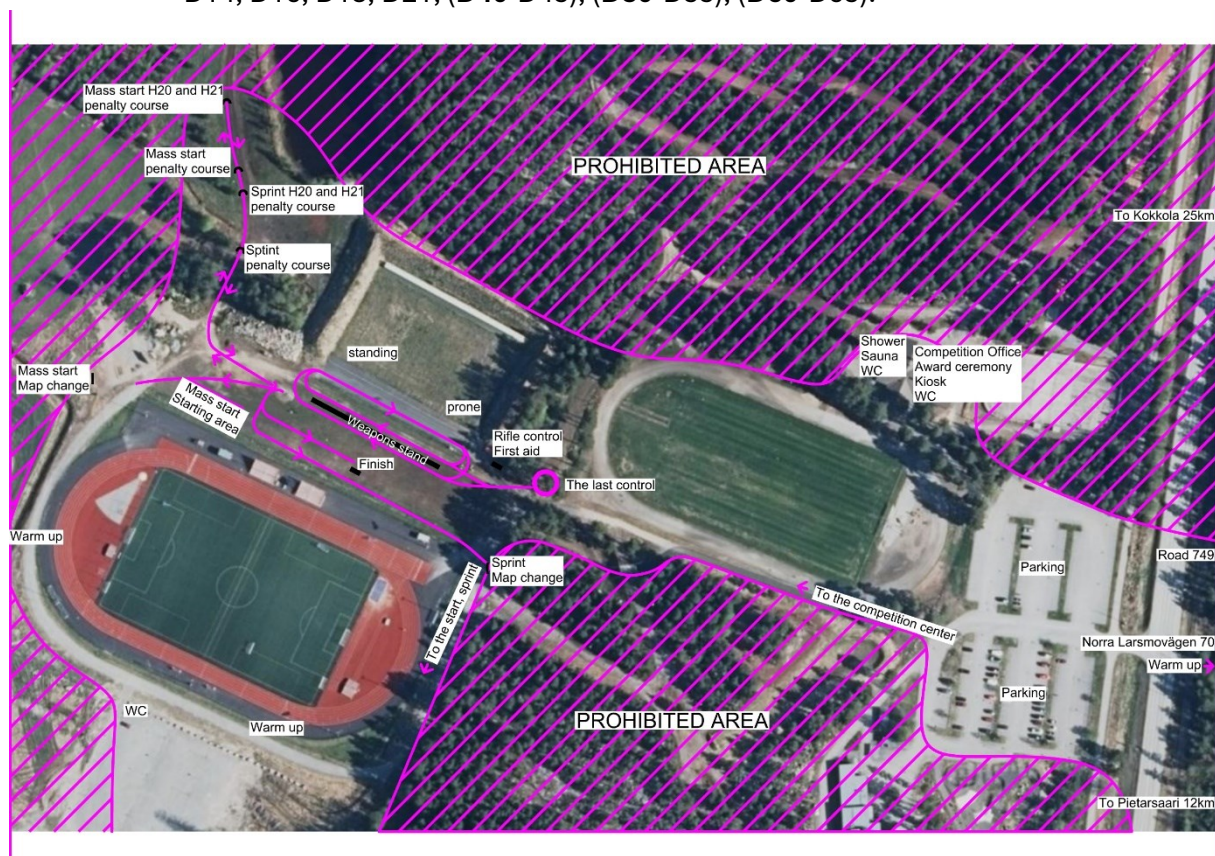 D14, D16, D18, D21, (D40-D45), (D50-D55), (D60-D65).
Mass start H20 and H21
penalty course
Mass start
penalty course
Sprint H20 and H21
penalty course
Sptint
penalty course
PROHIBITED AREA
To Kokkola 25km
standing
prone
Shower
Sauna
WC
Competition Office
Award ceremony
Kiosk
WC
Mass start
Map change
Mass start
Starting area
Weapons stand
Rifle control
First aid
Finish
The last control
Warm up
Sprint
Map change
Road 749
Parking
To the start, sprint
To the competition center
Norra Larsmovägen 70
Warm up
Parking
WC
Warm up
PROHIBITED AREA
To Pietarsaari 12km